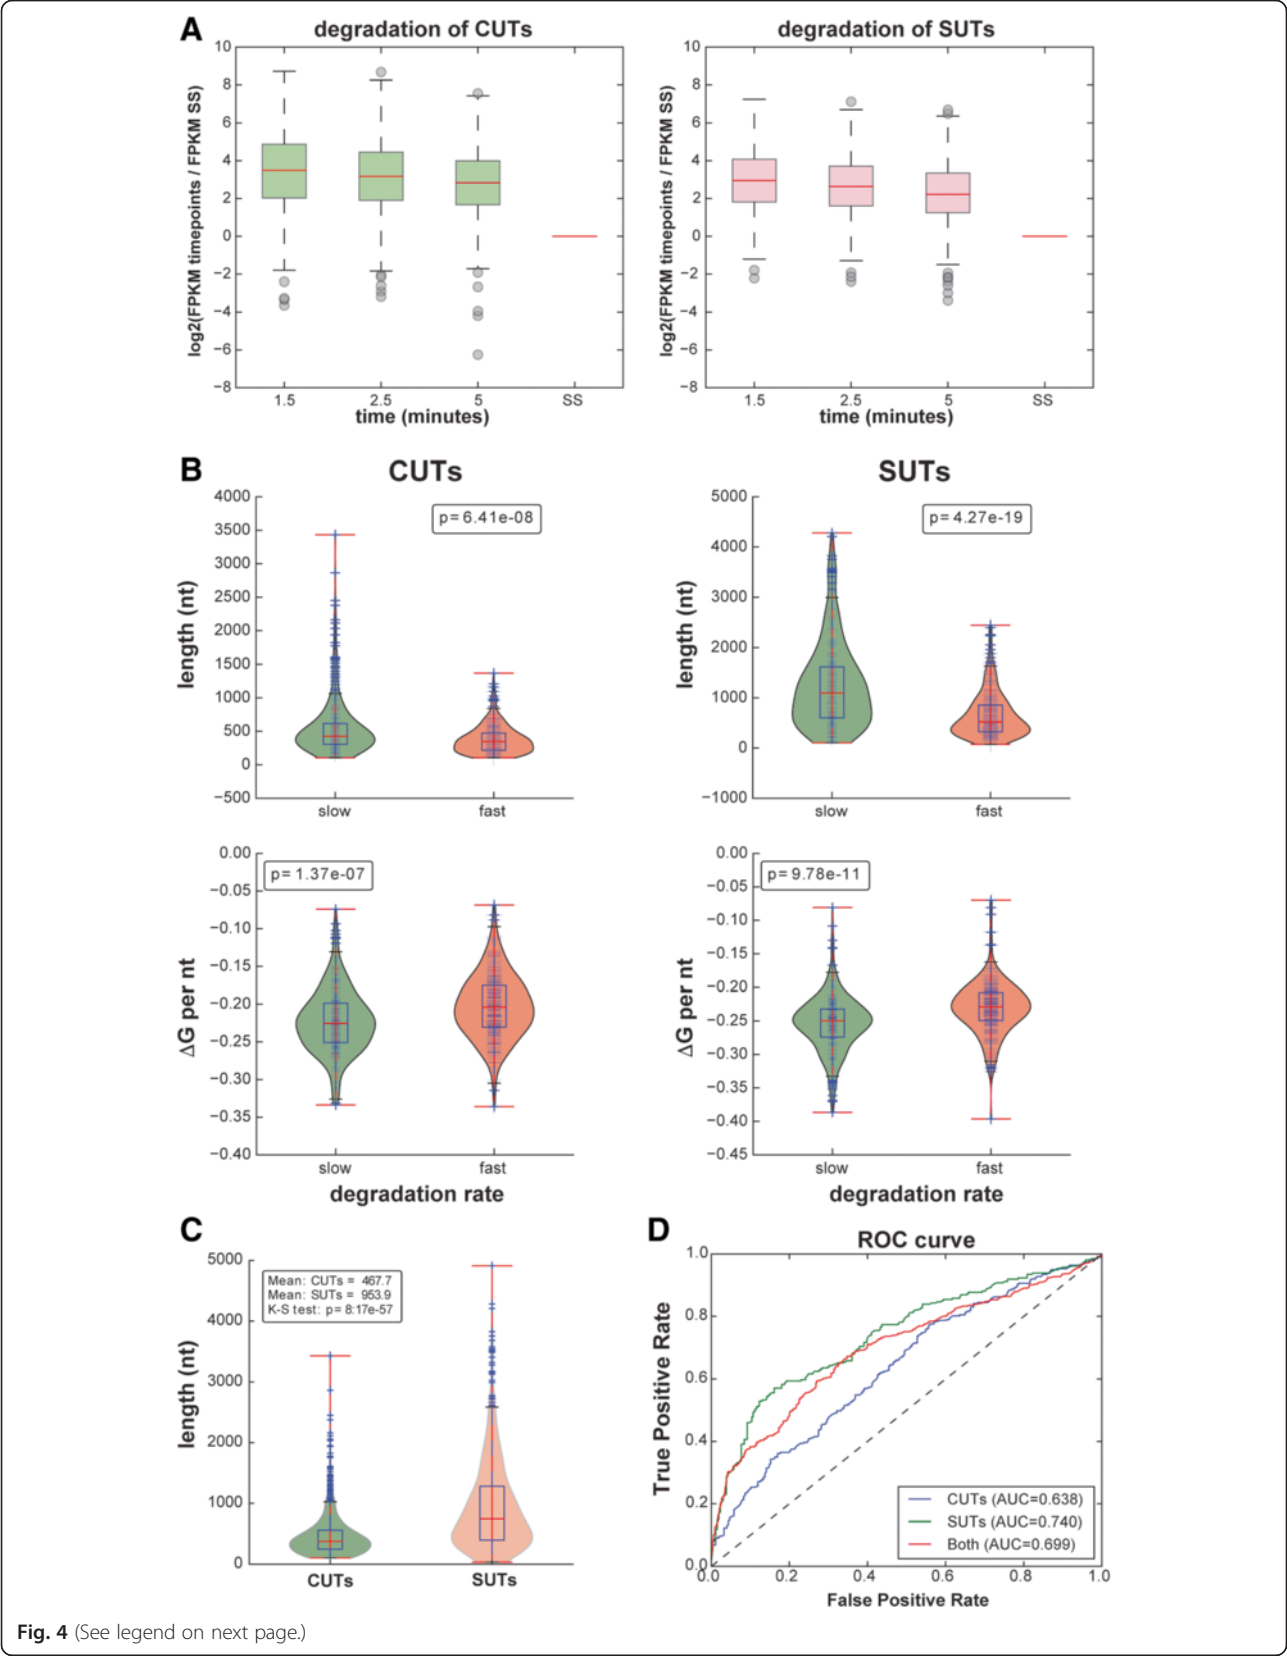 A
degradation of CUTs
log2(FPKM timepoints / FPKM SS)
10
8
6
4
2
0
−2
−4
−6
−8
1.5 2.5 5 SS
time (minutes)
degradation of SUTs
log2(FPKM timepoints / FPKM SS)
10
8
6
4
2
0
−2
−4
−6
−8
1.5 2.5 5 SS
time (minutes)
B
CUTs
length (nt)
4000
3500
3000
2500
2000
1500
1000
500
0
−500
p= 6.41e-08
slow fast
SUTs
length (nt)
5000
4000
3000
2000
1000
0
−1000
p= 4.27e-19
slow fast
ΔG per nt
0.00
−0.05
−0.10
−0.15
−0.20
−0.25
−0.30
−0.35
−0.40
p= 1.37e-07
slow fast
degradation rate
ΔG per nt
0.00
−0.05
−0.10
−0.15
−0.20
−0.25
−0.30
−0.35
−0.40
−0.45
p= 9.78e-11
slow fast
degradation rate
C
length (nt)
5000
4000
3000
2000
1000
0
Mean: CUTs = 467.7
Mean: SUTs = 953.9
K-S test: p= 8.17e-57
CUTs SUTs
D
ROC curve
True Positive Rate
1.0
0.8
0.6
0.4
0.2
0.0
CUTs (AUC=0.638)
SUTs (AUC=0.740)
Both (AUC=0.699)
0.0 0.2 0.4 0.6 0.8 1.0
False Positive Rate
Fig. 4 (See legend on next page.)